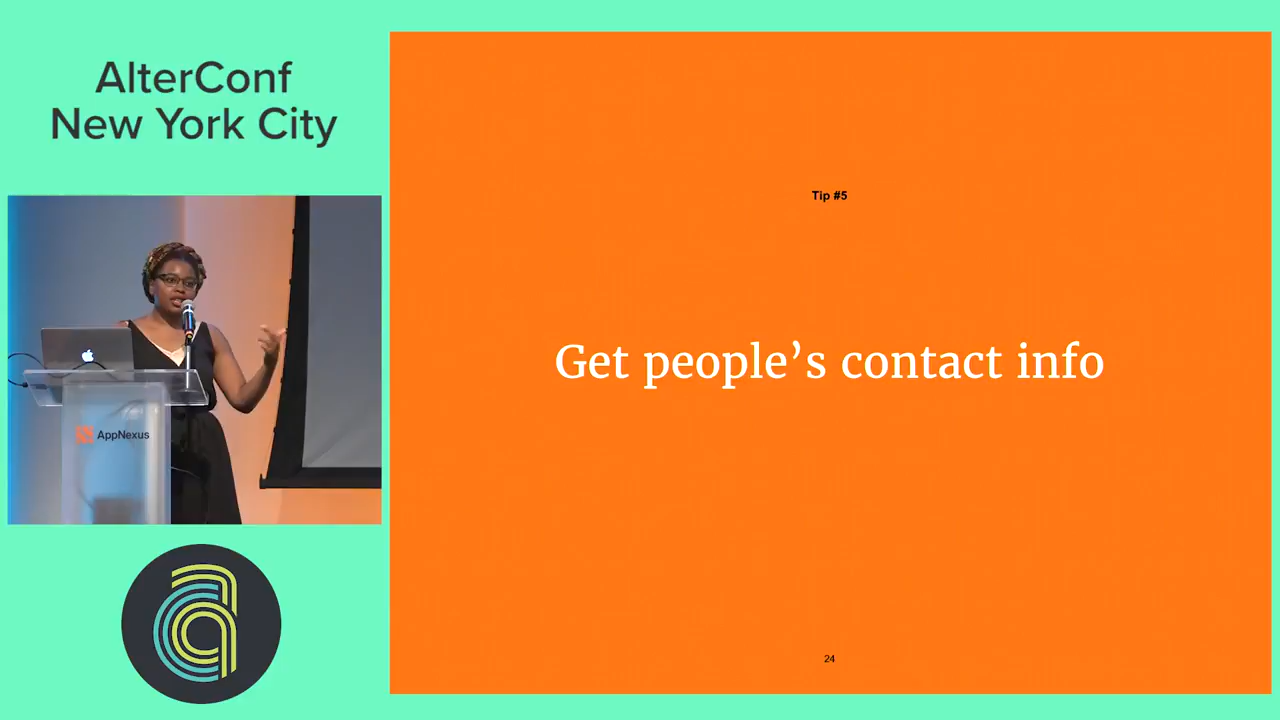 AlterConf
New York City
Tip #5
Get people’s contact info
AppNexus
24